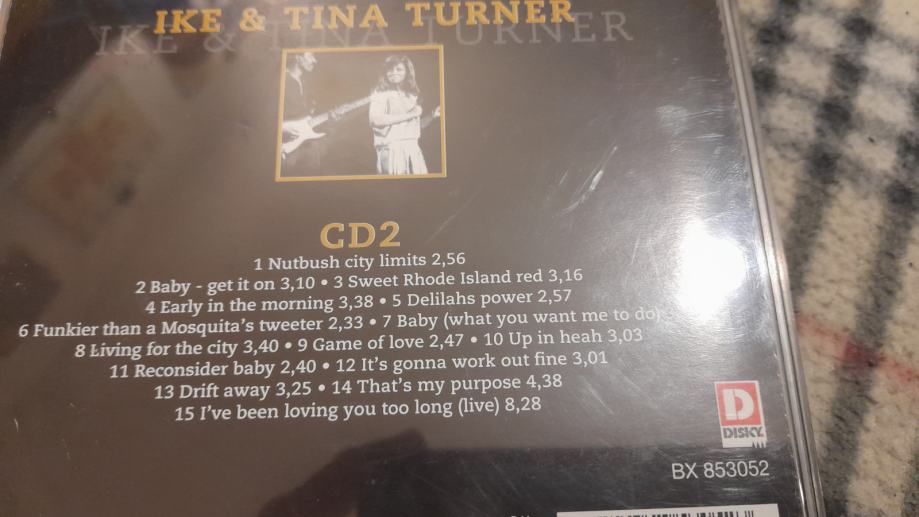 IKE & TINA TURNER
IKE & TINA TURNER
CD2
1 Nutbush city limits 2,56
2 Baby - get it on 3,10 • 3 Sweet Rhode Island red 3,16
4 Early in the morning 3,38 • 5 Delilahs power 2,57
6 Funkier than a Mosquita's tweeter 2,33 • 7 Baby (what you want me to do)
8 Living for the city 3,40 • 9 Game of love 2,47 • 10 Up in heah 3,03
11 Reconsider baby 2,40 • 12 It's gonna work out fine 3,01
13 Drift away 3,25 • 14 That's my purpose 4,38
15 I've been loving you too long (live) 8,28
D
DISKY
BX 853052